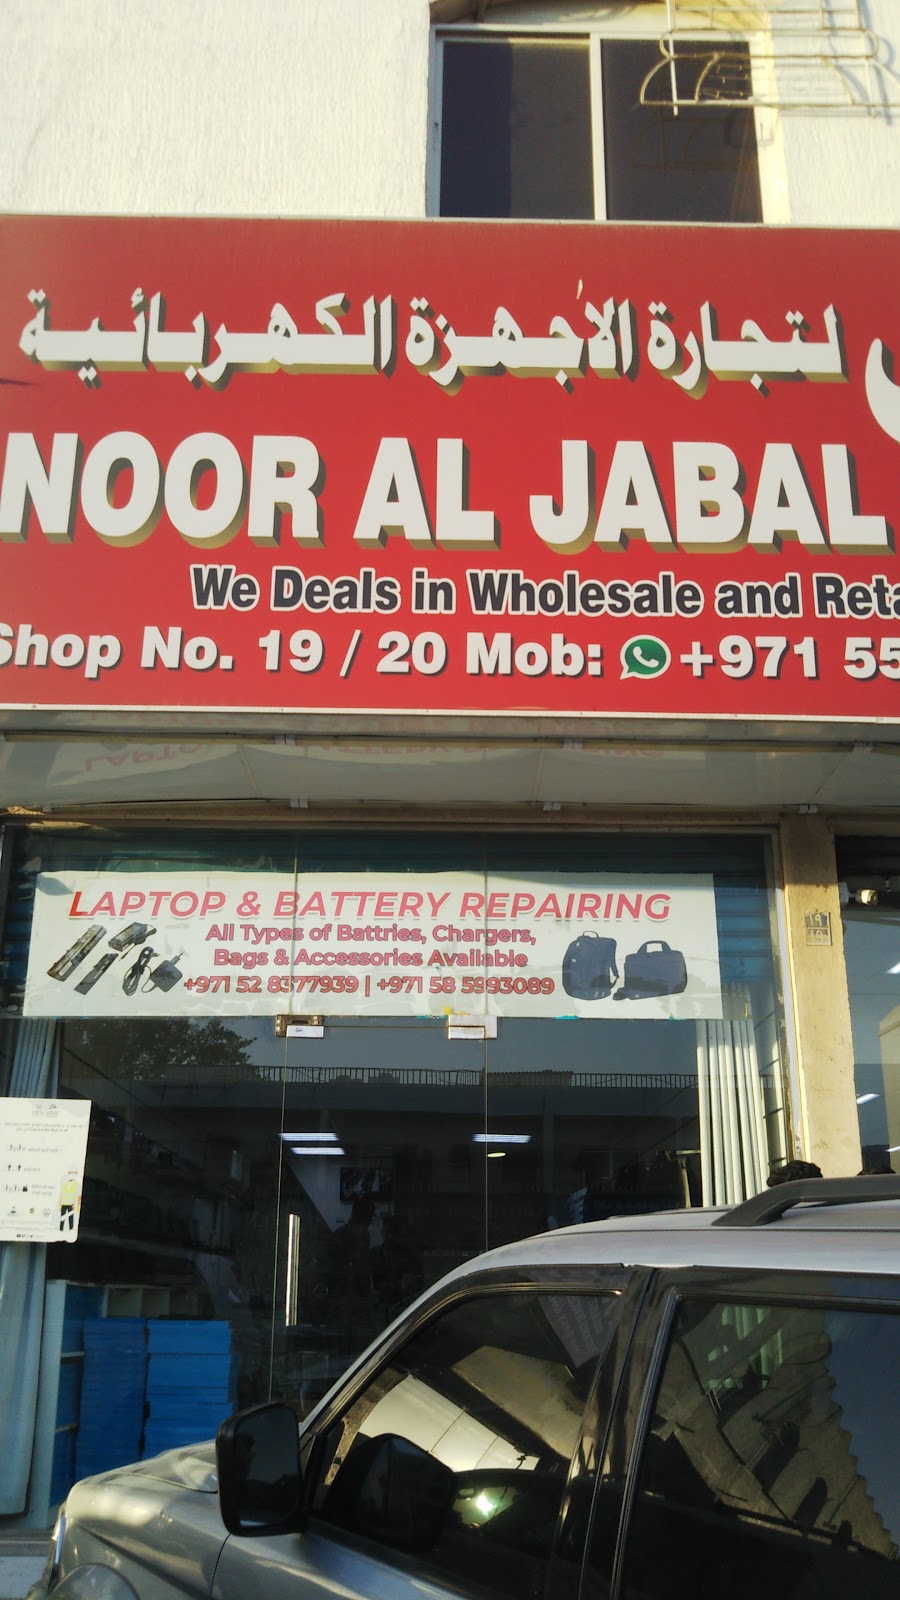 لتجارة الأجهزة الكهربائية
NOOR AL JABAL
We Deals in Wholesale and Reta
Shop No. 19 / 20 Mob: +971 55
LAPTOP & BATTERY REPAIRING
All Types of Battries, Chargers,
Bags & Accessories Available
+971 52 8377939 | +971 58 5993089
19